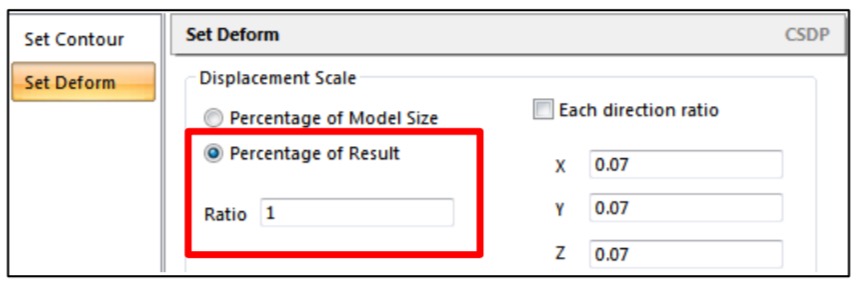 Set Contour
Set Deform
Set Deform CSDP
Displacement Scale
Percentage of Model Size
Percentage of Result
Ratio 1
Each direction ratio
X 0.07
Y 0.07
Z 0.07